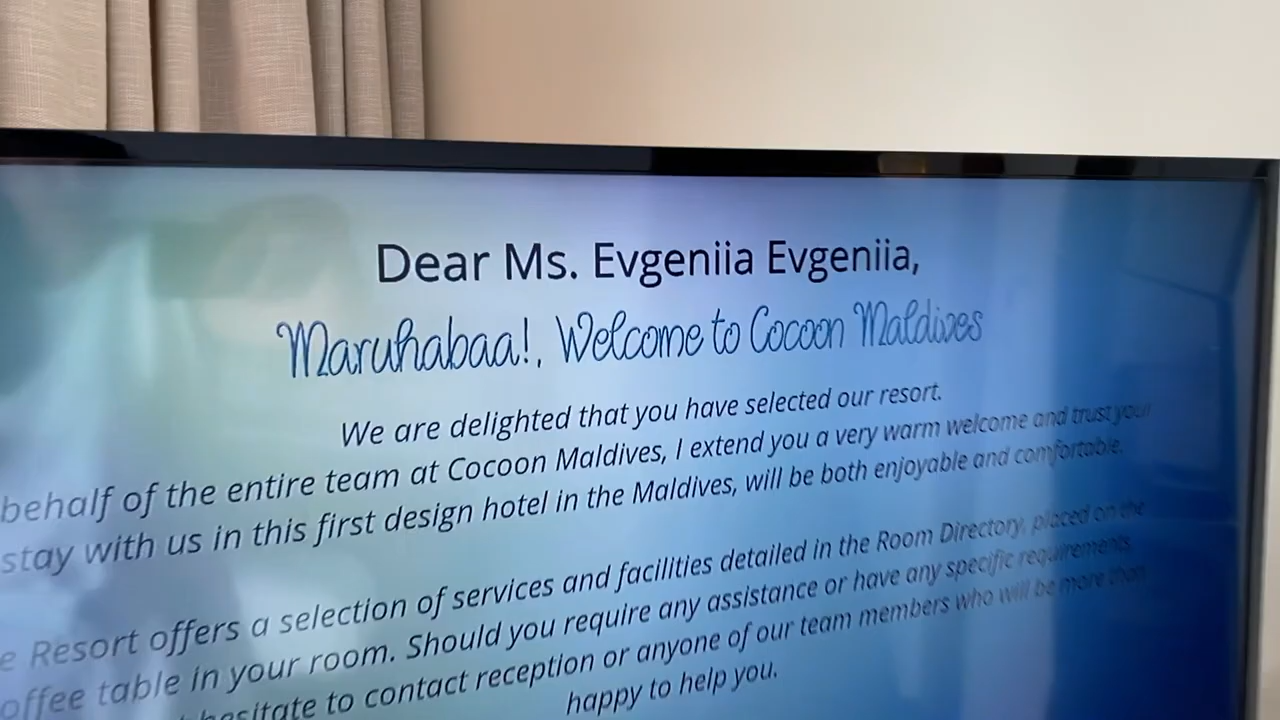 Dear Ms. Evgeniia Evgeniia,
Maruhabaa!, Welcome to Cocoon Maldives
We are delighted that you have selected our resort.
behalf of the entire team at Cocoon Maldives, I extend you a very warm welcome and trust your
stay with us in this first design hotel in the Maldives, will be both enjoyable and comfortable.
e Resort offers a selection of services and facilities detailed in the Room Directory, placed on the
offee table in your room. Should you require any assistance or have any specific requirements
hesitate to contact reception or anyone of our team members who will be more than
happy to help you.